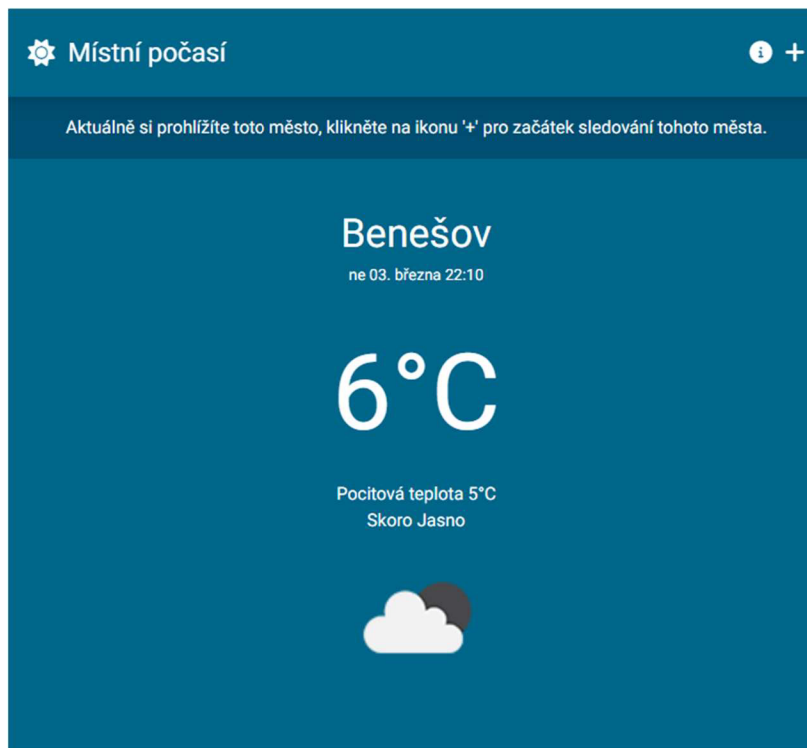 Místní počasí
Aktuálně si prohlížíte toto město, klikněte na ikonu '+' pro začátek sledování tohoto města.
Benešov
ne 03. března 22:10
6°C
Pocitová teplota 5°C
Skoro Jasno